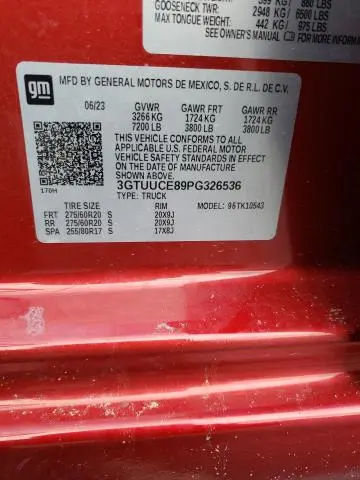 399 KG/ 880 LBS
GOOSENECK TWR:
2948 KG/ 6500 LBS
MAX TONGUE WEIGHT:
442 KG/ 975 LBS
SEE OWNER'S MANUAL FOR
gm
MFD BY GENERAL MOTORS DE MEXICO, S. DE R.L. DE C.V.
06/23 GVWR GAWR FRT GAWR RR
3266 KG 1724 KG 1724 KG
7200 LB 3800 LB 3800 LB
THIS VEHICLE CONFORMS TO ALL
APPLICABLE U.S. FEDERAL MOTOR
VEHICLE SAFETY STANDARDS IN EFFECT
ON THE DATE OF MANUFACTURE
SHOWN ABOVE.
3GTUUCE89PG326536
170H TYPE: TRUCK MODEL: 96TK10543
TIRE SIZE RIM
FRT 275/60R20 S 20X9J
RR 275/60R20 S 20X9J
SPA 255/80R17 S 17X8J